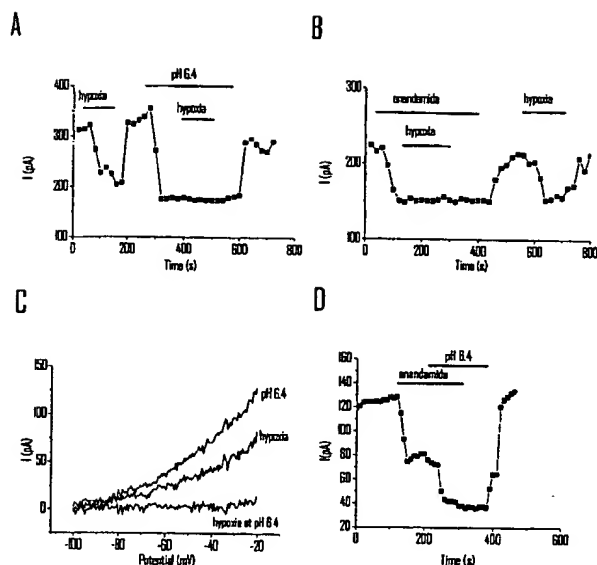 A
pH 6.4
hypoxia
hypoxia
400
300
200
100
I (pA)
0 200 400 600 800
Time (s)
B
anandamida
hypoxia
hypoxia
300
200
100
I (pA)
0 200 400 600 800
Time (s)
C
150
100
50
0
I (pA)
pH 6.4
hypoxia
hypoxia at pH 6.4
-100 -80 -60 -40 -20
Potential (mV)
D
pH 6.4
anandamida
160
140
120
100
80
60
40
20
I(pA)
0 200 400 600
Time (s)